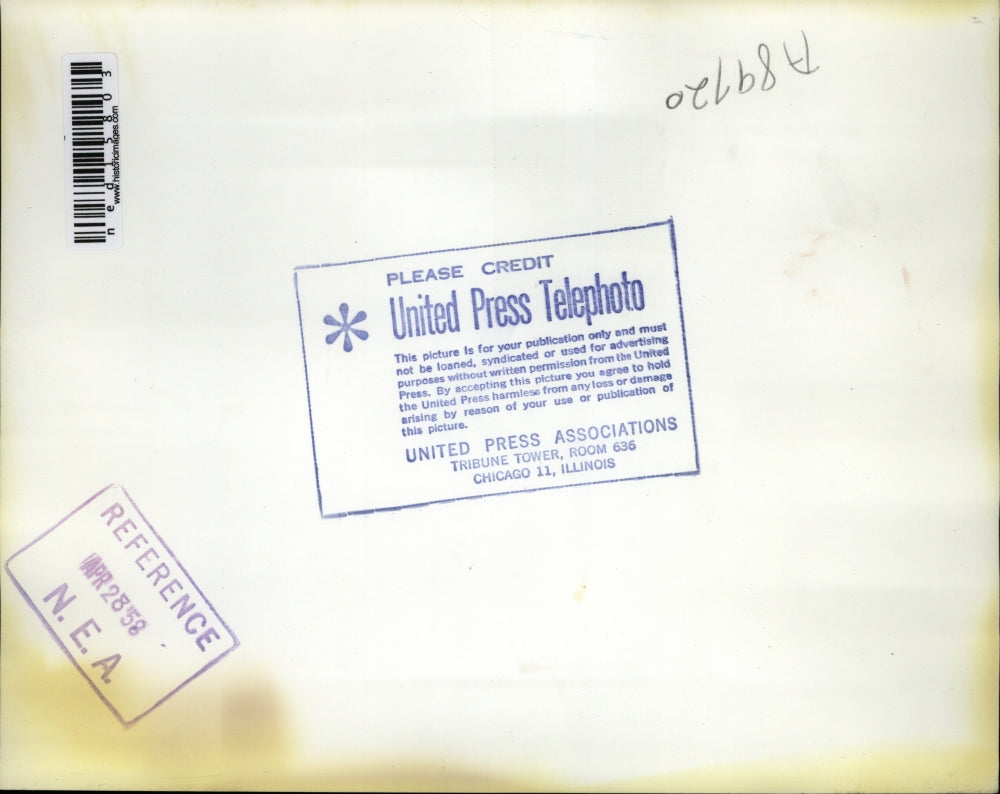 A89720
www.historicimages.com
ned15803
PLEASE CREDIT
United Press Telephoto
This picture is for your publication only and must
not be loaned, syndicated or used for advertising
purposes without written permission from the United
Press. By accepting this picture you agree to hold
the United Press harmless from any loss or damage
arising by reason of your use or publication of
this picture.
UNITED PRESS ASSOCIATIONS
TRIBUNE TOWER, ROOM 636
CHICAGO 11, ILLINOIS
REFERENCE
APR 28 '58
N. E. A.